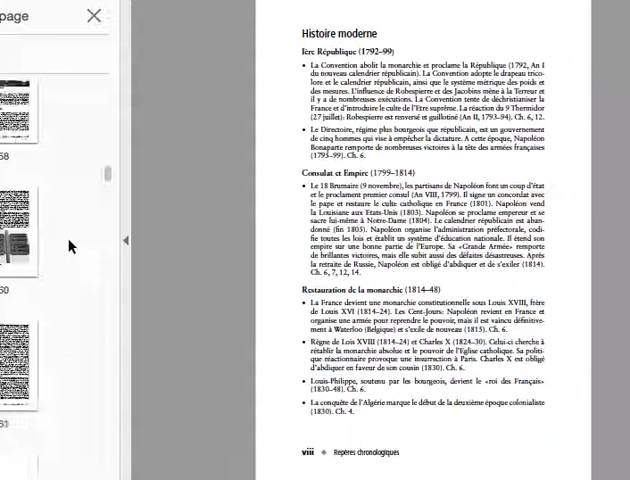 page
58
60
61
Histoire moderne
Ière République (1792–99)
• La Convention abolit la monarchie et proclame la République (1792, An I
du nouveau calendrier républicain). La Convention adopte le drapeau trico-
lore et le calendrier républicain, ainsi que le système métrique des poids et
des mesures. L'influence de Robespierre et des Jacobins mène à la Terreur et
il y a de nombreuses exécutions. La Convention tente de déchristianiser la
France et d'introduire le culte de l'Etre suprême. La réaction du 9 Thermidor
(27 juillet): Robespierre est renversé et guillotiné (An II, 1793–94). Ch. 6, 12.
• Le Directoire, régime plus bourgeois que républicain, est un gouvernement
de cinq hommes qui vise à empêcher la dictature. A cette époque, Napoléon
Bonaparte remporte de nombreuses victoires à la tête des armées françaises
(1795–99). Ch. 6.
Consulat et Empire (1799–1814)
• Le 18 Brumaire (9 novembre), les partisans de Napoléon font un coup d'état
et le proclament premier consul (An VIII, 1799). Il signe un concordat avec
le pape et restaure le culte catholique en France (1801). Napoléon vend
la Louisiane aux Etats-Unis (1803). Napoléon se proclame empereur et se
sacre lui-même à Notre-Dame (1804). Le calendrier républicain est aban-
donné (fin 1805). Napoléon organise l'administration préfectorale, codi-
fie toutes les lois et établit un système d'éducation nationale. Il étend son
empire sur une bonne partie de l'Europe. Sa «Grande Armée» remporte
de brillantes victoires, mais elle subit aussi des défaites désastreuses. Après
la retraite de Russie, Napoléon est obligé d'abdiquer et de s'exiler (1814).
Ch. 6, 7, 12, 14.
Restauration de la monarchie (1814–48)
• La France devient une monarchie constitutionnelle sous Louis XVIII, frère
de Louis XVI (1814–24). Les Cent-Jours: Napoléon revient en France et
organise une armée pour reprendre le pouvoir, mais il est vaincu définitive-
ment à Waterloo (Belgique) et s'exile de nouveau (1815). Ch. 6.
• Règne de Lois XVIII (1814–24) et Charles X (1824–30). Celui-ci cherche à
rétablir la monarchie absolue et le pouvoir de l'Eglise catholique. Sa politi-
que réactionnaire provoque une insurrection à Paris. Charles X est obligé
d'abdiquer en faveur de son cousin (1830). Ch. 6.
• Louis-Philippe, soutenu par les bourgeois, devient le «roi des Français»
(1830–48). Ch. 6.
• La conquête de l'Algérie marque le début de la deuxième époque colonialiste
(1830). Ch. 4.
viii ◆ Repères chronologiques